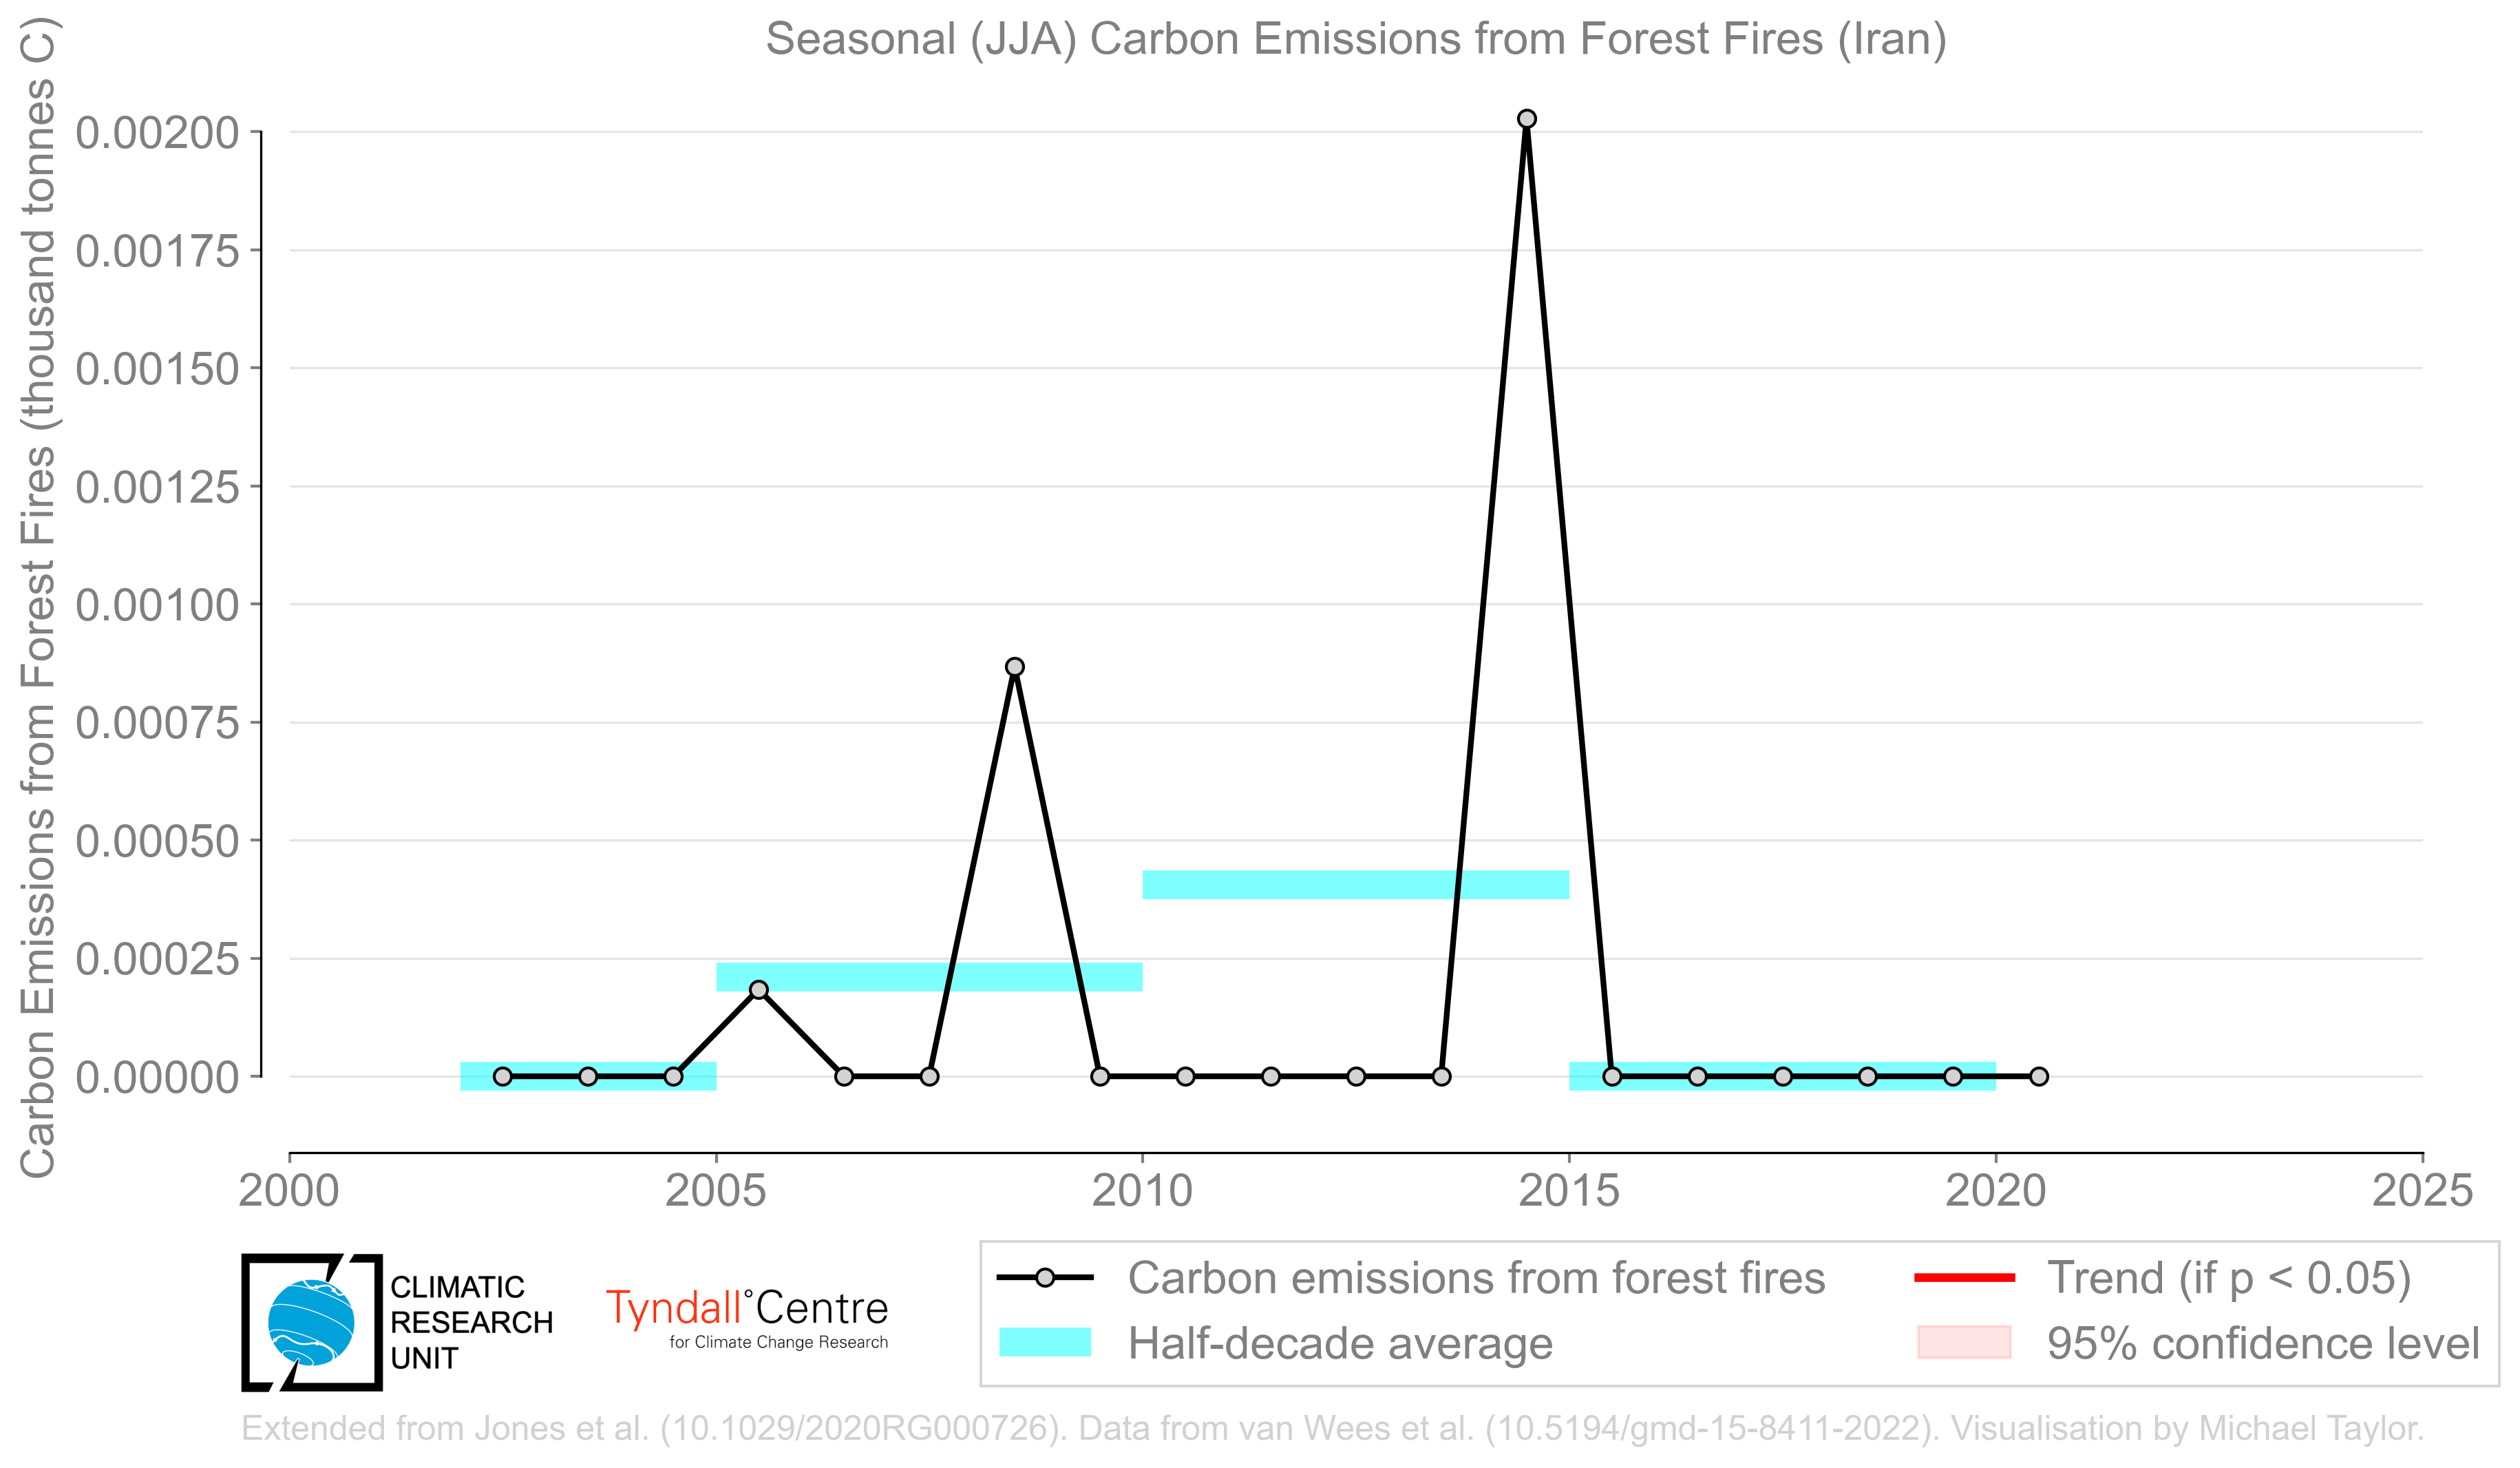 Seasonal (JJA) Carbon Emissions from Forest Fires (Iran)
Carbon Emissions from Forest Fires (thousand tonnes C)
0.00200
0.00175
0.00150
0.00125
0.00100
0.00075
0.00050
0.00025
0.00000
2000 2005 2010 2015 2020 2025
CLIMATIC
RESEARCH
UNIT
Tyndall°Centre
for Climate Change Research
Carbon emissions from forest fires
Half-decade average
Trend (if p < 0.05)
95% confidence level
Extended from Jones et al. (10.1029/2020RG000726). Data from van Wees et al. (10.5194/gmd-15-8411-2022). Visualisation by Michael Taylor.